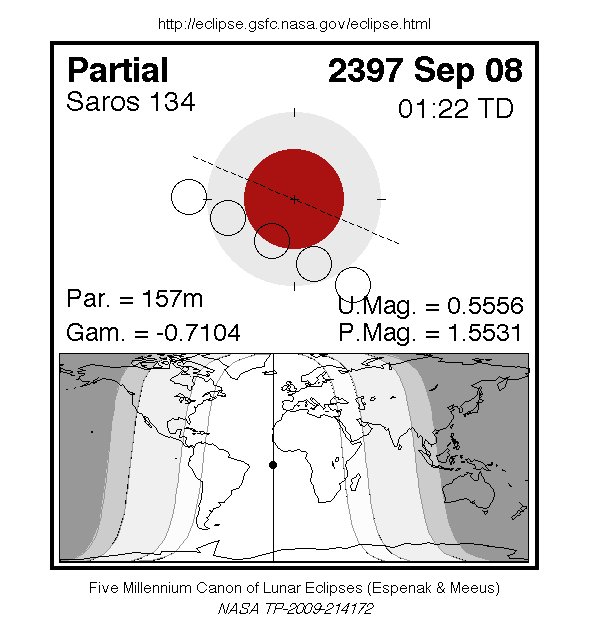 http://eclipse.gsfc.nasa.gov/eclipse.html
Partial 2397 Sep 08
Saros 134 01:22 TD
Par. = 157m U.Mag. = 0.5556
Gam. = -0.7104 P.Mag. = 1.5531
Five Millennium Canon of Lunar Eclipses (Espenak & Meeus)
NASA TP-2009-214172